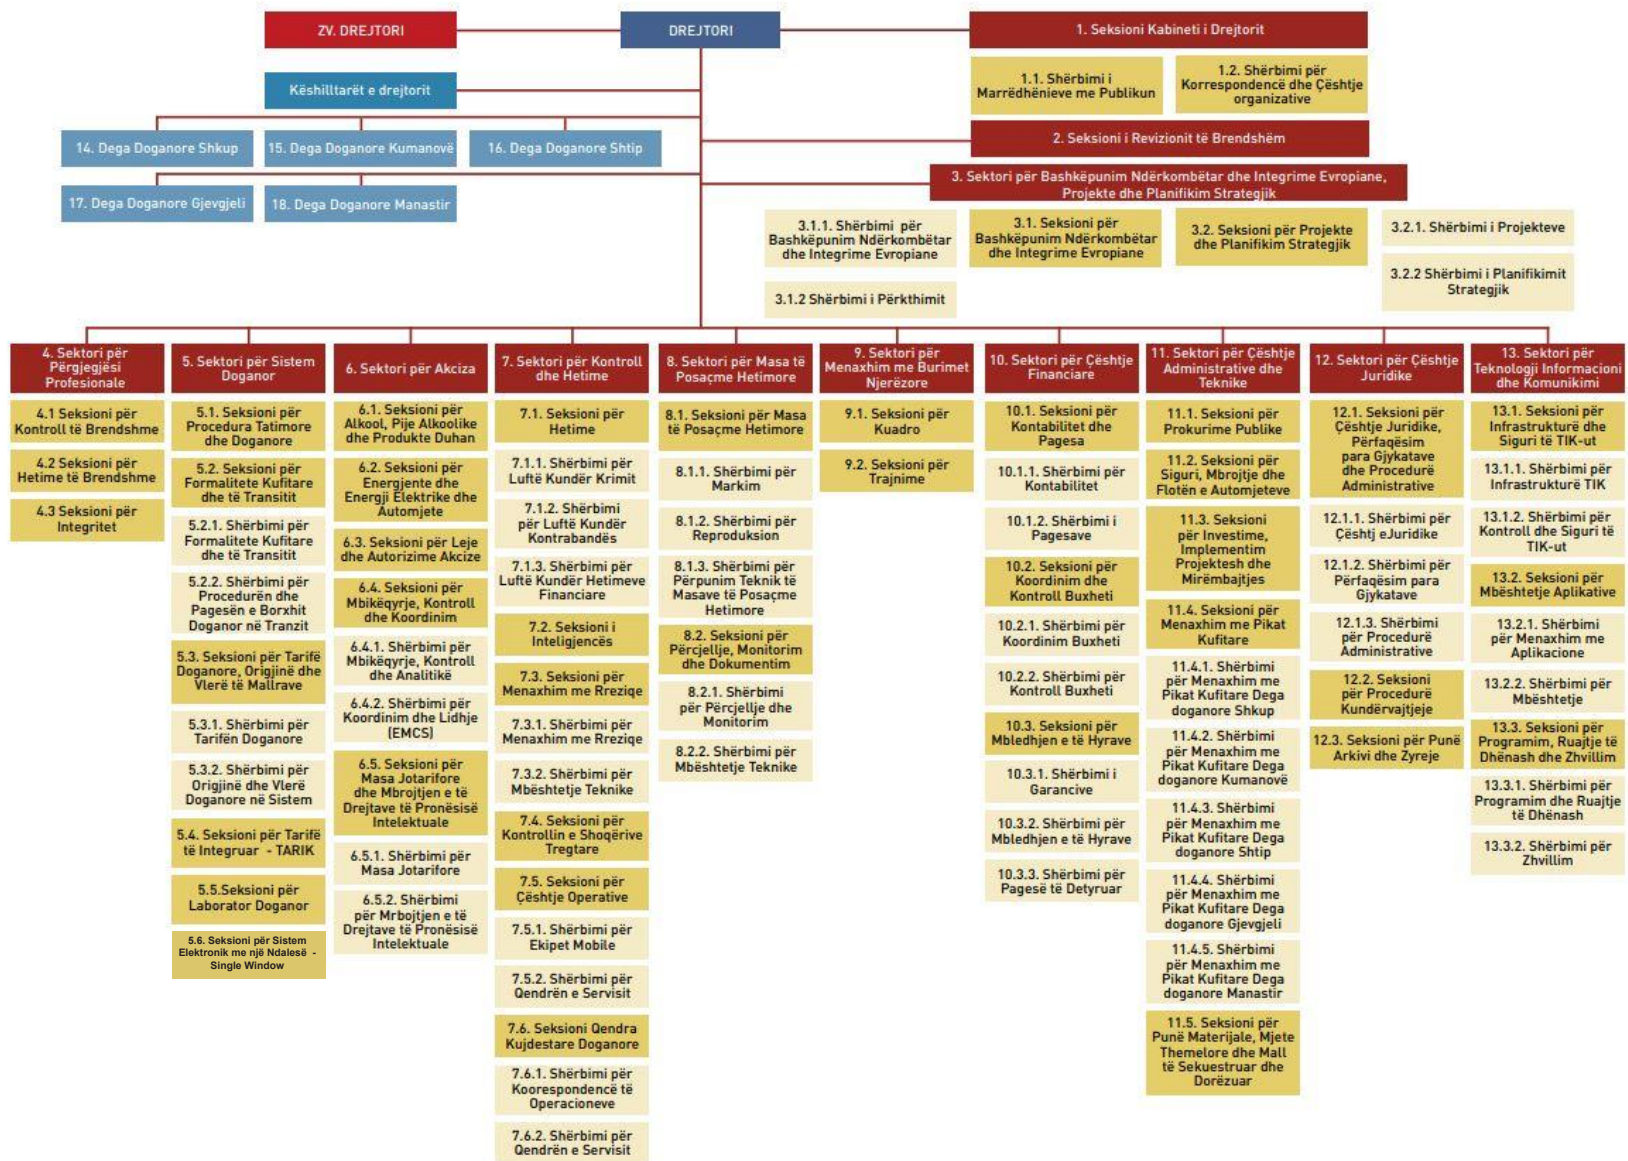 ZV. DREJTORI
DREJTORI
1. Seksioni Kabineti i Drejtorit
1.1. Shërbimi i
Marrëdhënieve me Publikun
1.2. Shërbimi për
Korrespondencë dhe Çështje
organizative
Këshilltarët e drejtorit
14. Dega Doganore Shkup
15. Dega Doganore Kumanovë
16. Dega Doganore Shtip
2. Seksioni i Revizionit të Brendshëm
3. Sektori për Bashkëpunim Ndërkombëtar dhe Integrime Evropiane,
Projekte dhe Planifikim Strategjik
17. Dega Doganore Gjevgjeli
18. Dega Doganore Manastir
3.1.1. Shërbimi për
Bashkëpunim Ndërkombëtar
dhe Integrime Evropiane
3.1. Seksioni për
Bashkëpunim Ndërkombëtar
dhe Integrime Evropiane
3.2. Seksioni për Projekte
dhe Planifikim Strategjik
3.2.1. Shërbimi i Projekteve
3.1.2 Shërbimi i Përkthimit
3.2.2 Shërbimi i Planifikimit
Strategjik
4. Sektori për
Përgjegjësi
Profesionale
4.1 Seksioni për
Kontroll të Brendshme
4.2 Seksioni për
Hetime të Brendshme
4.3 Seksioni për
Integritet
5. Sektori për Sistem
Doganor
5.1. Seksioni për
Procedura Tatimore
dhe Doganore
5.2. Seksioni për
Formalitete Kufitare
dhe të Transitit
5.2.1. Shërbimi për
Formalitete Kufitare
dhe të Transitit
5.2.2. Shërbimi për
Procedurën dhe
Pagesën e Borxhit
Doganor në Tranzit
5.3. Seksioni për Tarifë
Doganore, Origjinë dhe
Vlerë të Mallrave
5.3.1. Shërbimi për
Tarifën Doganore
5.3.2. Shërbimi për
Origjinë dhe Vlerë
Doganore në Sistem
5.4. Seksioni për Tarifë
të Integruar - TARIK
5.5.Seksioni për
Laborator Doganor
5.6. Seksioni për Sistem
Elektronik me një Ndalesë -
Single Window
6. Sektori për Akciza
6.1. Seksioni për
Alkool, Pije Alkoolike
dhe Produkte Duhan
6.2. Seksioni për
Energjente dhe
Energji Elektrike dhe
Automjete
6.3. Seksioni për Leje
dhe Autorizime Akcize
6.4. Seksioni për
Mbikëqyrje, Kontroll
dhe Koordinim
6.4.1. Shërbimi për
Mbikëqyrje, Kontroll
dhe Analitikë
6.4.2. Shërbimi për
Koordinim dhe Lidhje
(EMCS)
6.5. Seksioni për
Masa Jotarifore
dhe Mbrojtjen e të
Drejtave të Pronësisë
Intelektuale
6.5.1. Shërbimi për
Masa Jotarifore
6.5.2. Shërbimi
për Mrbojtjen e të
Drejtave të Pronësisë
Intelektuale
7. Sektori për Kontroll
dhe Hetime
7.1. Seksioni për
Hetime
7.1.1. Shërbimi për
Luftë Kundër Krimit
7.1.2. Shërbimi
për Luftë Kundër
Kontrabandës
7.1.3. Shërbimi për
Luftë Kundër Hetimeve
Financiare
7.2. Seksioni i
Inteligjencës
7.3. Seksioni për
Menaxhim me Rreziqe
7.3.1. Shërbimi për
Menaxhim me Rreziqe
7.3.2. Shërbimi për
Mbështetje Teknike
7.4. Seksioni për
Kontrollin e Shoqërive
Tregtare
7.5. Seksioni për
Çështje Operative
7.5.1. Shërbimi për
Ekipet Mobile
7.5.2. Shërbimi për
Qendrën e Servisit
7.6. Seksioni Qendra
Kujdestare Doganore
7.6.1. Shërbimi për
Koorespondencë të
Operacioneve
7.6.2. Shërbimi për
Qendrën e Servisit
8. Sektori për Masa të
Posaçme Hetimore
8.1. Seksioni për Masa
të Posaçme Hetimore
8.1.1. Shërbimi për
Markim
8.1.2. Shërbimi për
Reproduksion
8.1.3. Shërbimi për
Përpunim Teknik të
Masave të Posaçme
Hetimore
8.2. Seksioni për
Përcjellje, Monitorim
dhe Dokumentim
8.2.1. Shërbimi
për Përcjellje dhe
Monitorim
8.2.2. Shërbimi për
Mbështetje Teknike
9. Sektori për
Menaxhim me Burimet
Njerëzore
9.1. Seksioni për
Kuadro
9.2. Seksioni për
Trajnime
10. Sektori për Çështje
Financiare
10.1. Seksioni për
Kontabilitet dhe
Pagesa
10.1.1. Shërbimi për
Kontabilitet
10.1.2. Shërbimi i
Pagesave
10.2. Seksioni për
Koordinim dhe
Kontroll Buxheti
10.2.1. Shërbimi për
Koordinim Buxheti
10.2.2. Shërbimi për
Kontroll Buxheti
10.3. Seksioni për
Mbledhjen e të Hyrave
10.3.1. Shërbimi i
Garancive
10.3.2. Shërbimi për
Mbledhjen e të Hyrave
10.3.3. Shërbimi për
Pagesë të Detyruar
11. Sektori për Çështje
Administrative dhe
Teknike
11.1. Seksioni për
Prokurime Publike
11.2. Seksioni për
Siguri, Mbrojtje dhe
Flotën e Automjeteve
11.3. Seksioni
për Investime,
Implementim
Projektesh dhe
Mirëmbajtjes
11.4. Seksioni për
Menaxhim me Pikat
Kufitare
11.4.1. Shërbimi
për Menaxhim me
Pikat Kufitare Dega
doganore Shkup
11.4.2. Shërbimi
për Menaxhim me
Pikat Kufitare Dega
doganore Kumanovë
11.4.3. Shërbimi
për Menaxhim me
Pikat Kufitare Dega
doganore Shtip
11.4.4. Shërbimi
për Menaxhim me
Pikat Kufitare Dega
doganore Gjevgjeli
11.4.5. Shërbimi
për Menaxhim me
Pikat Kufitare Dega
doganore Manastir
11.5. Seksioni për
Punë Materijale, Mjete
Themelore dhe Mall
të Sekuestruar dhe
Dorëzuar
12. Sektori për Çështje
Juridike
12.1. Seksioni për
Çështje Juridike,
Përfaqësim
para Gjykatave
dhe Procedurë
Administrative
12.1.1. Shërbimi për
Çështj eJuridike
12.1.2. Shërbimi për
Përfaqësim para
Gjykatave
12.1.3. Shërbimi
për Procedurë
Administrative
12.2. Seksioni
për Procedurë
Kundërvajtjeje
12.3. Seksioni për Punë
Arkivi dhe Zyreje
13. Sektori për
Teknologji Informacioni
dhe Komunikimi
13.1. Seksioni për
Infrastrukturë dhe
Siguri të TIK-ut
13.1.1. Shërbimi për
Infrastrukturë TIK
13.1.2. Shërbimi për
Kontroll dhe Siguri të
TIK-ut
13.2. Seksioni për
Mbështetje Aplikative
13.2.1. Shërbimi
për Menaxhim me
Aplikacione
13.2.2. Shërbimi për
Mbështetje
13.3. Seksioni për
Programim, Ruajtje të
Dhënash dhe Zhvillim
13.3.1. Shërbimi për
Programim dhe Ruajtje
të Dhënash
13.3.2. Shërbimi për
Zhvillim